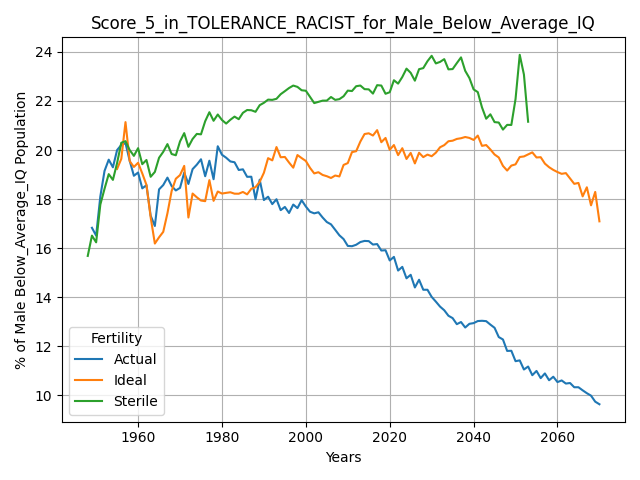 Score_5_in_TOLERANCE_RACIST_for_Male_Below_Average_IQ
% of Male Below_Average_IQ Population
24
22
20
18
16
14
12
10
Fertility
Actual
Ideal
Sterile
1960
1980
2000
2020
2040
2060
Years